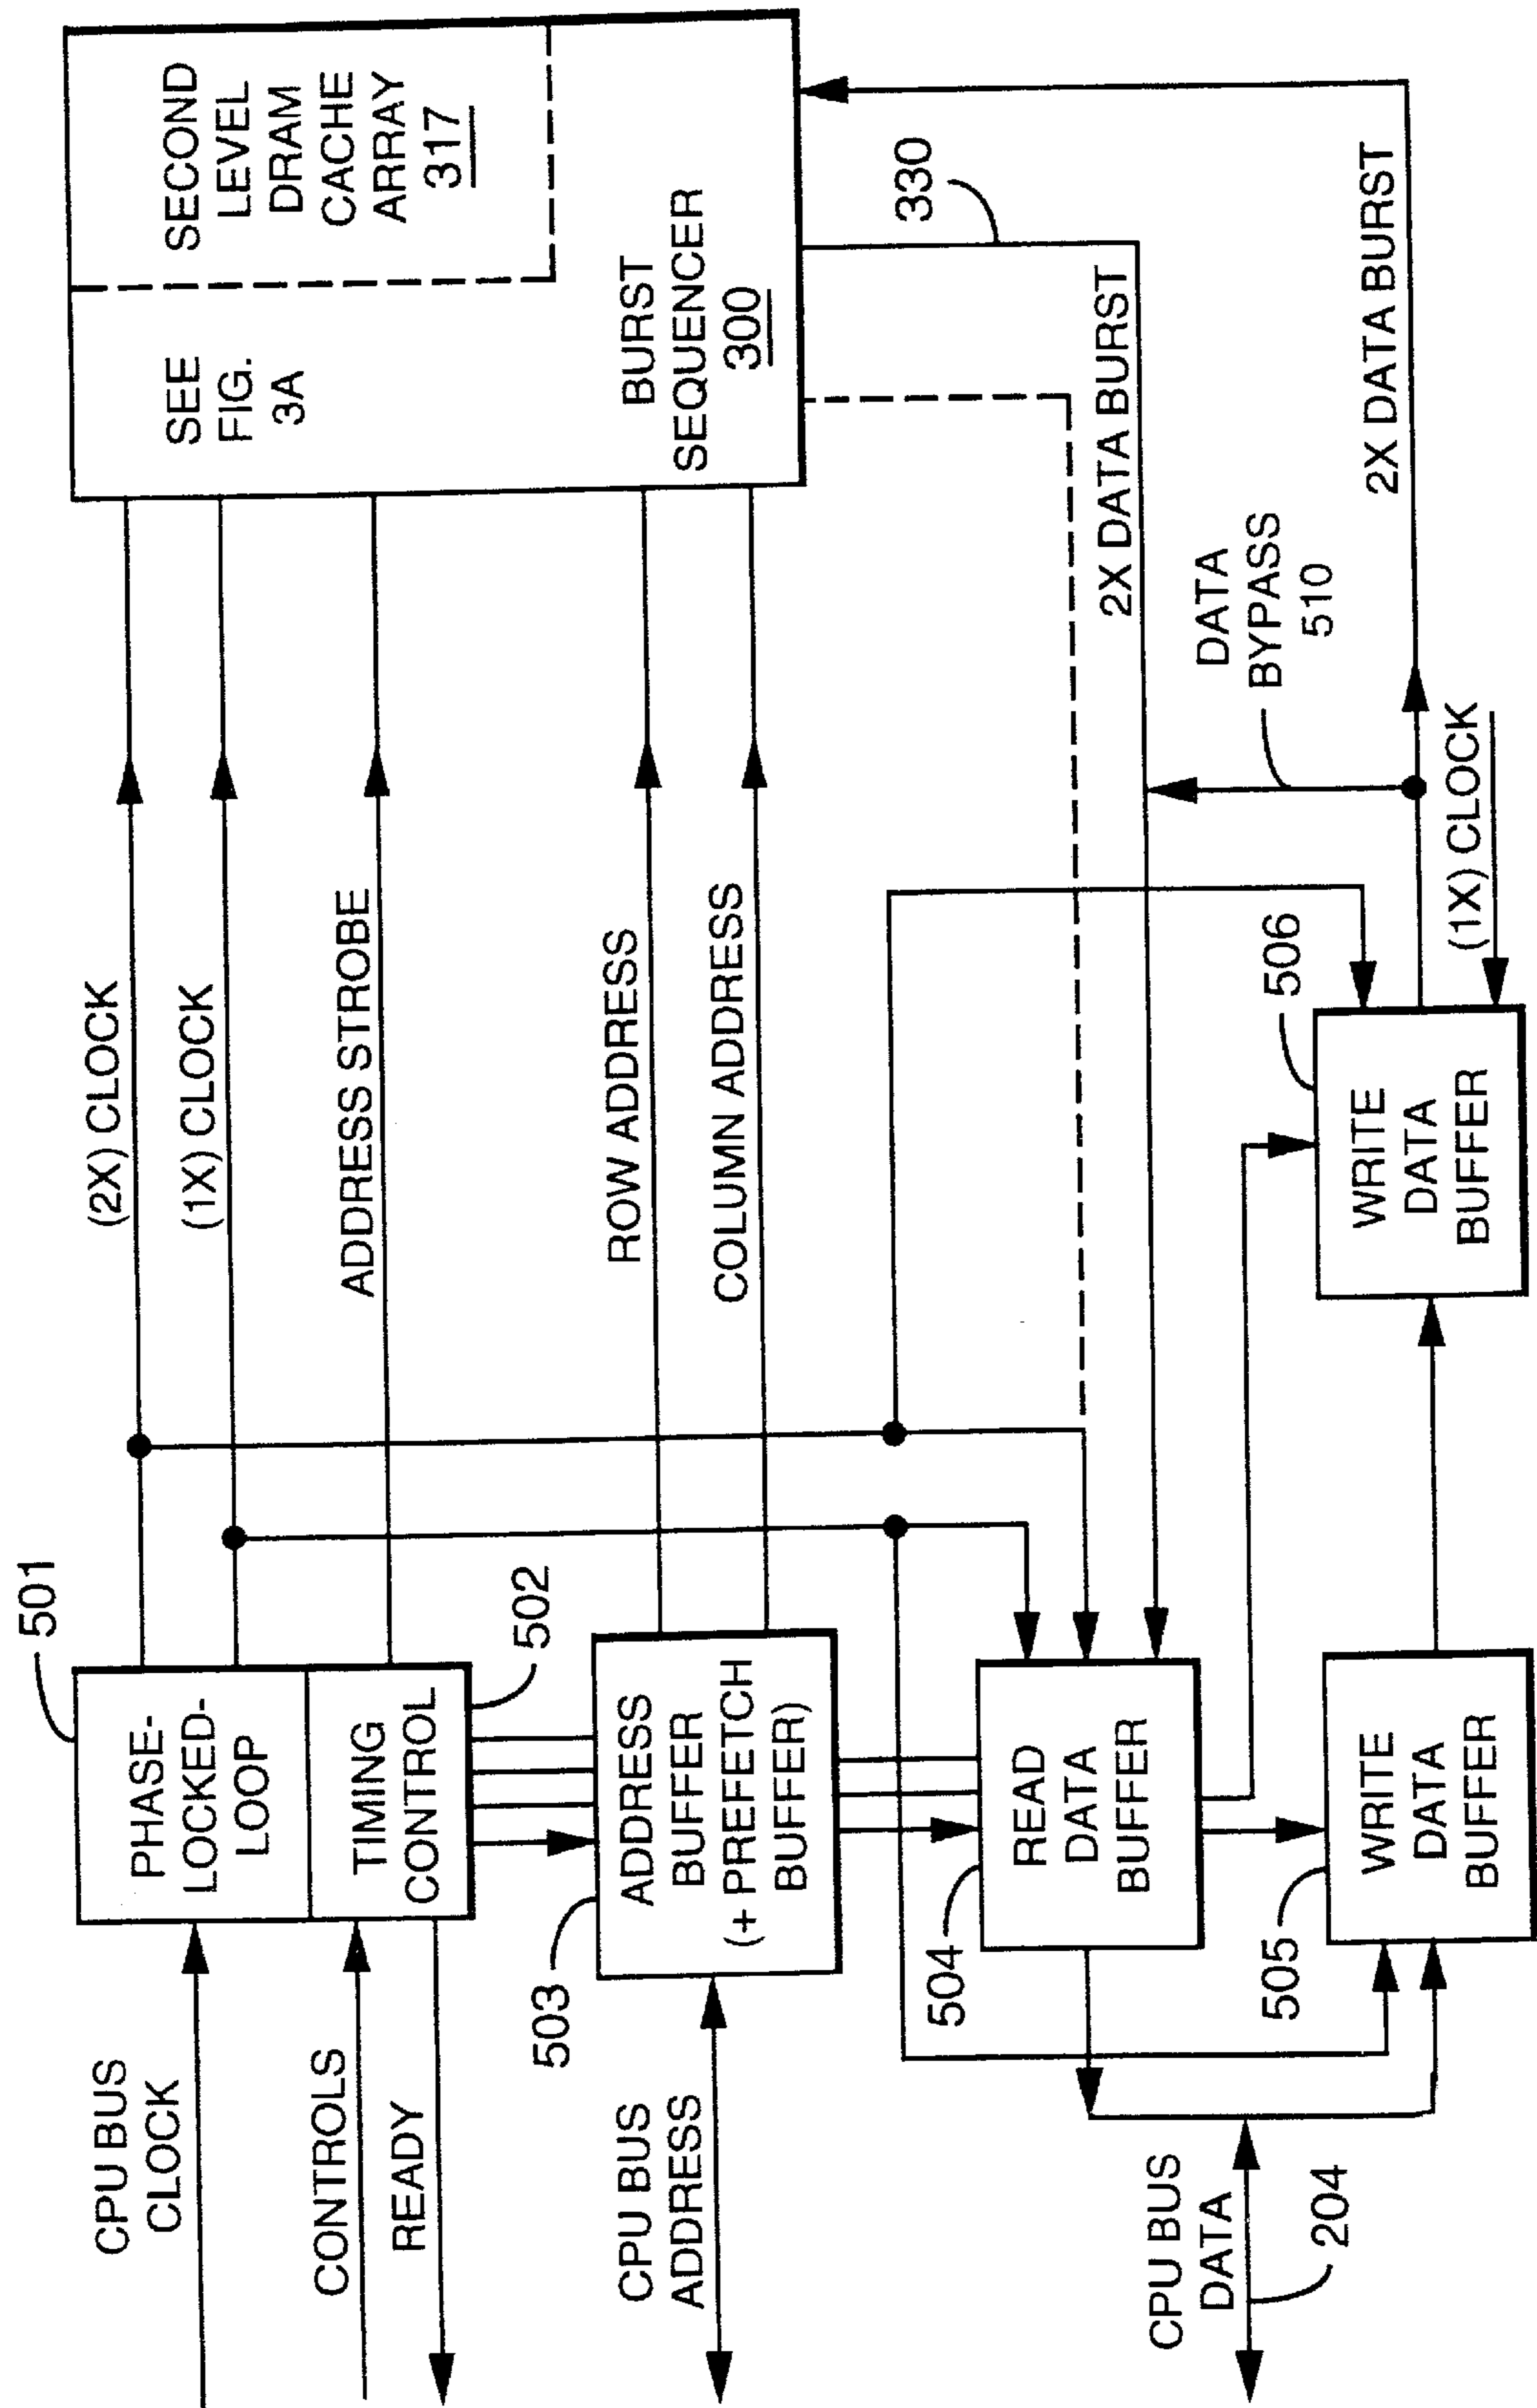 501
PHASE-
LOCKED-
LOOP
TIMING
CONTROL
502
CPU BUS
CLOCK
CONTROLS
READY
(2X) CLOCK
(1X) CLOCK
ADDRESS STROBE
ROW ADDRESS
COLUMN ADDRESS
SEE
FIG.
3A
SECOND
LEVEL
DRAM
CACHE
ARRAY
317
BURST
SEQUENCER
300
330
503
ADDRESS
BUFFER
(+ PREFETCH
BUFFER)
CPU BUS
ADDRESS
504
READ
DATA
BUFFER
2X DATA BURST
DATA
BYPASS
510
2X DATA BURST
CPU BUS
DATA
204
505
WRITE
DATA
BUFFER
506
WRITE
DATA
BUFFER
(1X) CLOCK